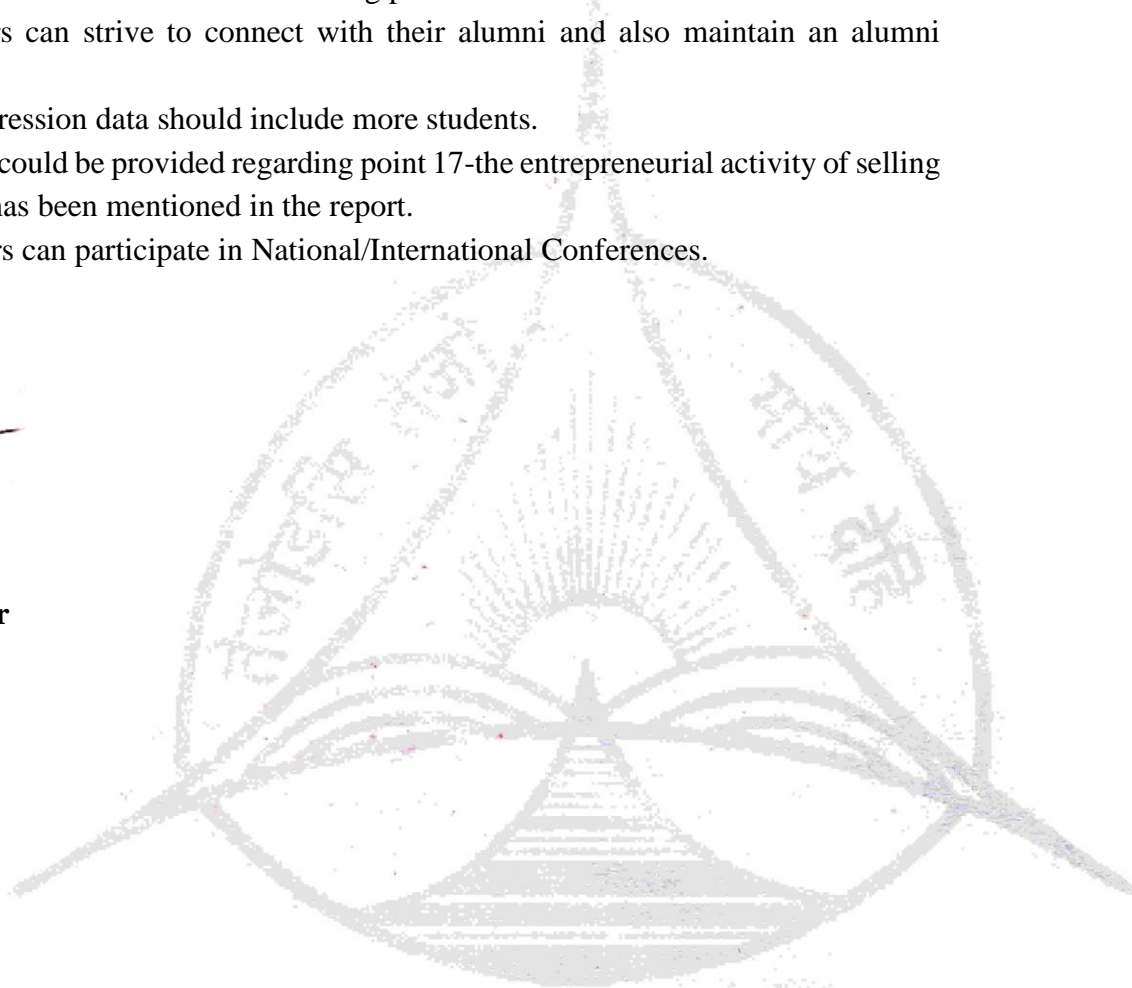 rs can strive to connect with their alumni and also maintain an alumni
ression data should include more students.
could be provided regarding point 17-the entrepreneurial activity of selling
has been mentioned in the report.
rs can participate in National/International Conferences.
r